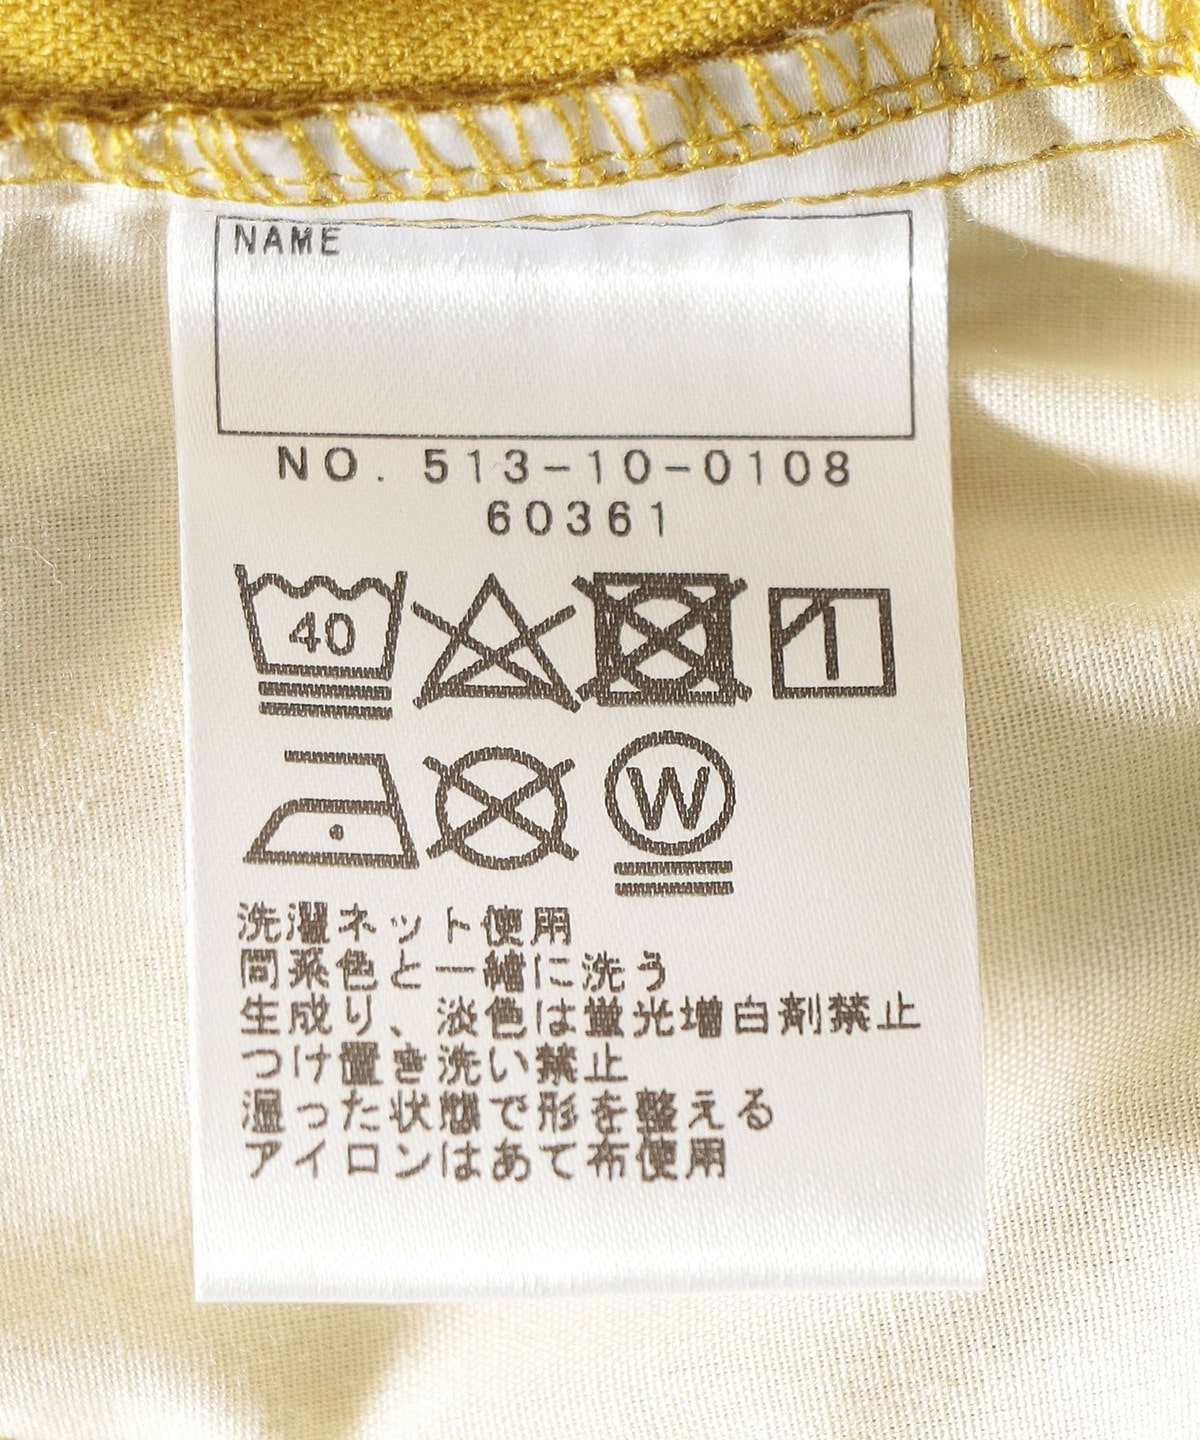 NAME
NO. 513-10-0108
60361
40
W
洗濯ネット使用
同系色と一緒に洗う
生成り、淡色は蛍光増白剤禁止
つけ置き洗い禁止
湿った状態で形を整える
アイロンはあて布使用